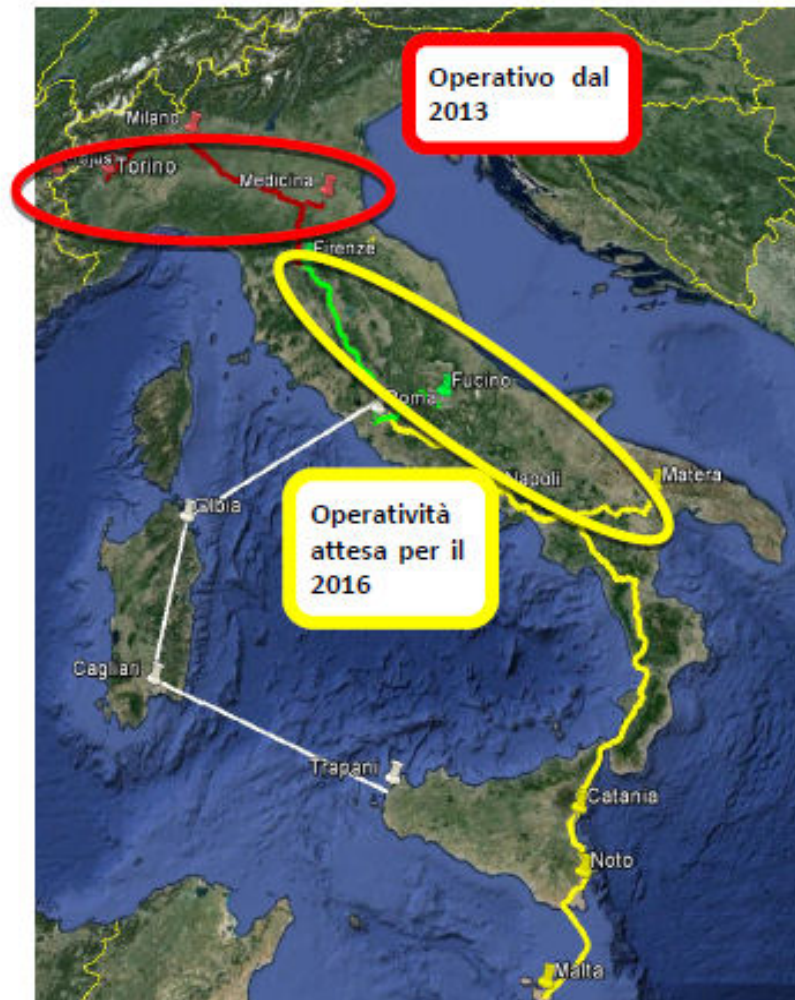 Operativo dal
2013
Milano
Torino
Medicina
Firenze
Fucino
Roma
Napoli
Matera
Olbia
Operatività
attesa per il
2016
Cagliari
Trapani
Catania
Noto
Malta